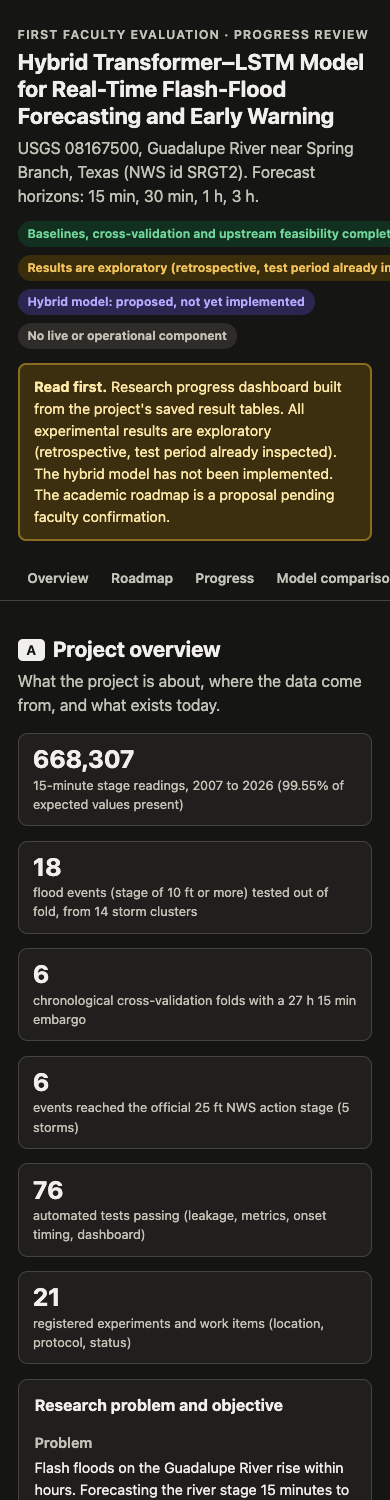 FIRST FACULTY EVALUATION · PROGRESS REVIEW
Hybrid Transformer–LSTM Model
for Real-Time Flash-Flood
Forecasting and Early Warning
USGS 08167500, Guadalupe River near Spring
Branch, Texas (NWS id SRGT2). Forecast
horizons: 15 min, 30 min, 1 h, 3 h.
Baselines, cross-validation and upstream feasibility complet
Results are exploratory (retrospective, test period already in
Hybrid model: proposed, not yet implemented
No live or operational component
Read first. Research progress dashboard built
from the project's saved result tables. All
experimental results are exploratory
(retrospective, test period already inspected).
The hybrid model has not been implemented.
The academic roadmap is a proposal pending
faculty confirmation.
Overview Roadmap Progress Model compariso
A Project overview
What the project is about, where the data come
from, and what exists today.
668,307
15-minute stage readings, 2007 to 2026 (99.55% of
expected values present)
18
flood events (stage of 10 ft or more) tested out of
fold, from 14 storm clusters
6
chronological cross-validation folds with a 27 h 15 min
embargo
6
events reached the official 25 ft NWS action stage (5
storms)
76
automated tests passing (leakage, metrics, onset
timing, dashboard)
21
registered experiments and work items (location,
protocol, status)
Research problem and objective
Problem
Flash floods on the Guadalupe River rise within
hours. Forecasting the river stage 15 minutes to